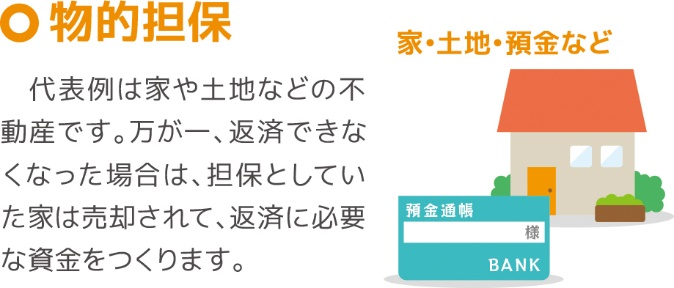 物的担保
代表例は家や土地などの不
動産です。万が一、返済できな
くなった場合は、担保としてい
た家は売却されて、返済に必要
な資金をつくります。
家・土地・預金など
預金通帳
様
BANK